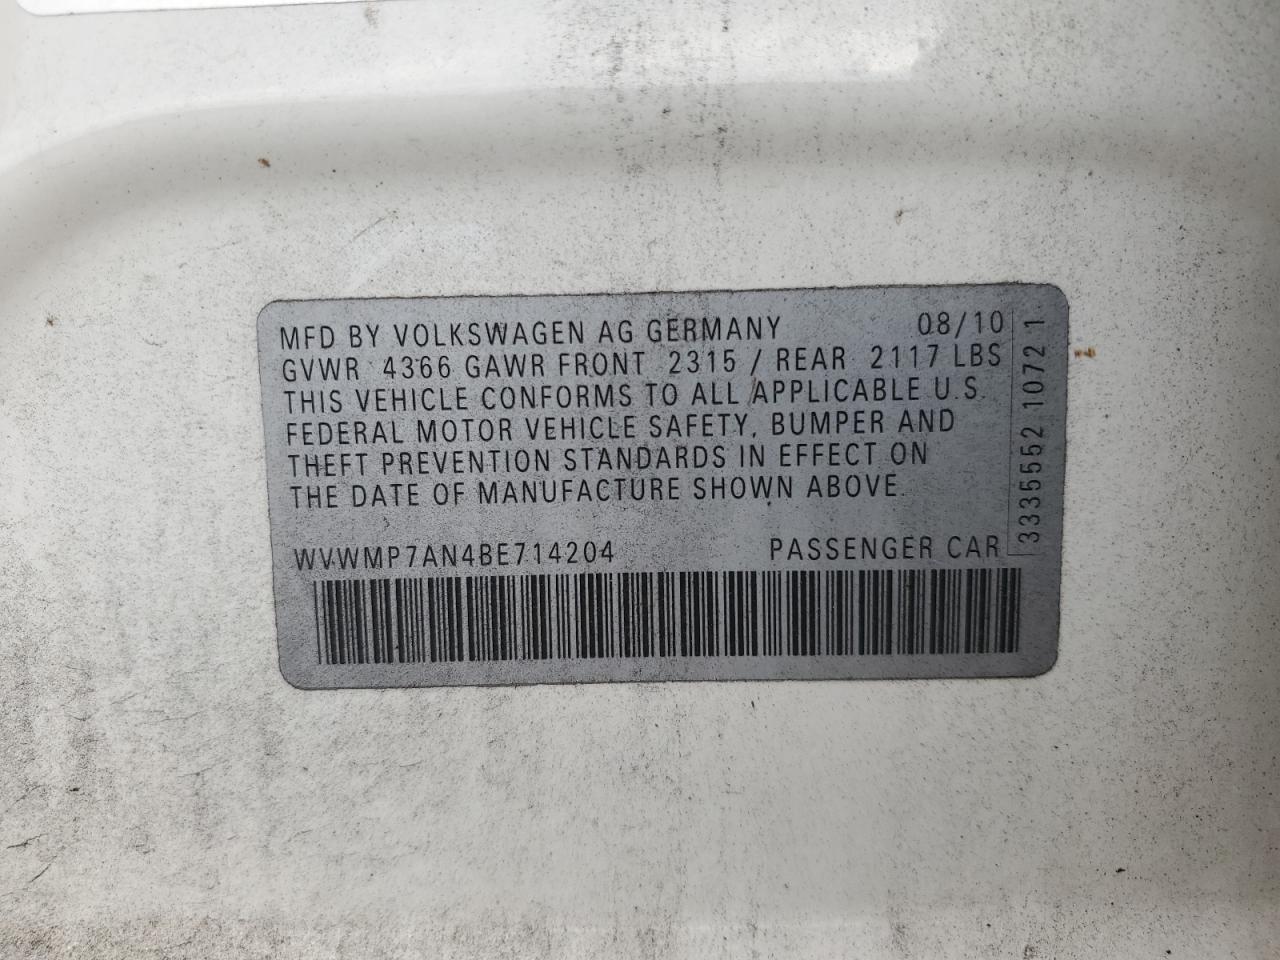 MFD BY VOLKSWAGEN AG GERMANY 08/10
GVWR 4366 GAWR FRONT 2315 / REAR 2117 LBS
THIS VEHICLE CONFORMS TO ALL APPLICABLE U.S.
FEDERAL MOTOR VEHICLE SAFETY, BUMPER AND
THEFT PREVENTION STANDARDS IN EFFECT ON
THE DATE OF MANUFACTURE SHOWN ABOVE.
WVWMP7AN4BE714204 PASSENGER CAR
3335552 10721